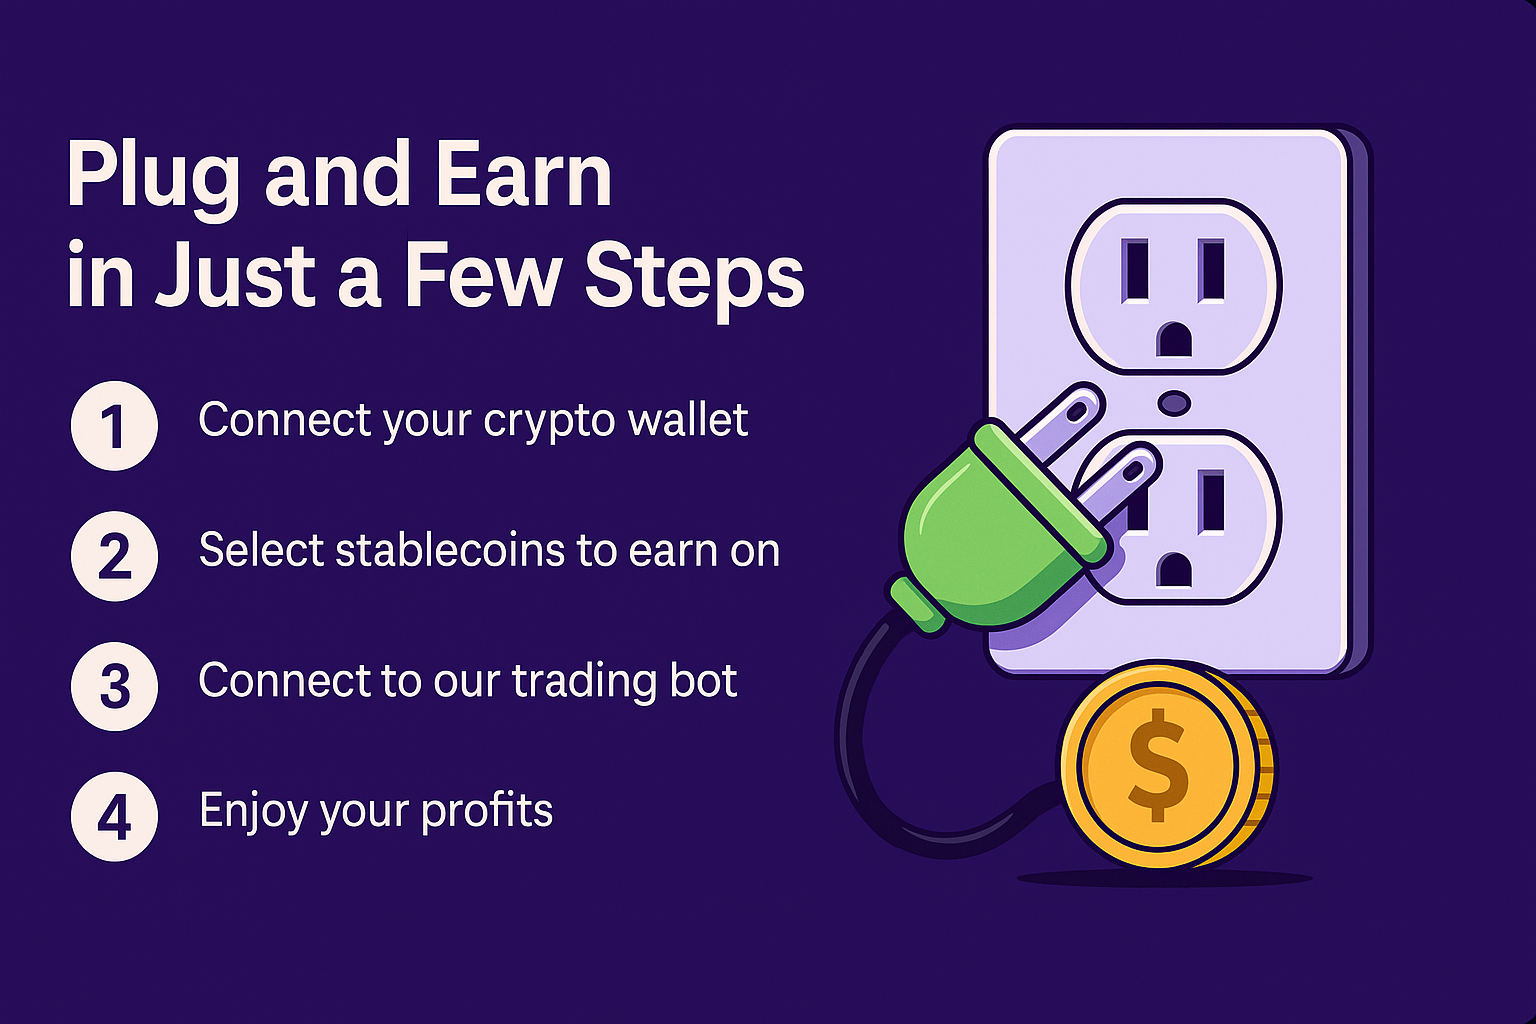 Plug and Earn
in Just a Few Steps
1 Connect your crypto wallet
2 Select stablecoins to earn on
3 Connect to our trading bot
4 Enjoy your profits
$